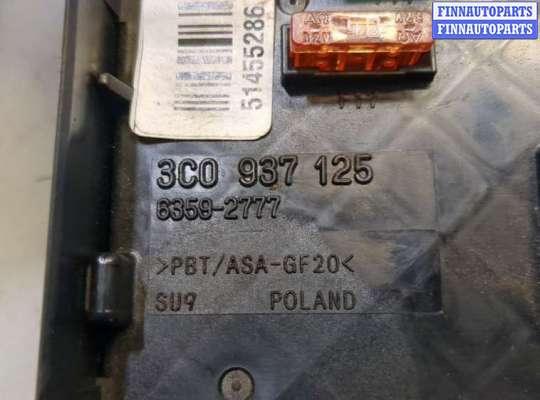 FINNAUTOPARTS
FINNAUTOPARTS
51455286
3C0 937 125
6359-2777
>PBT/ASA-GF20<
SU9 POLAND